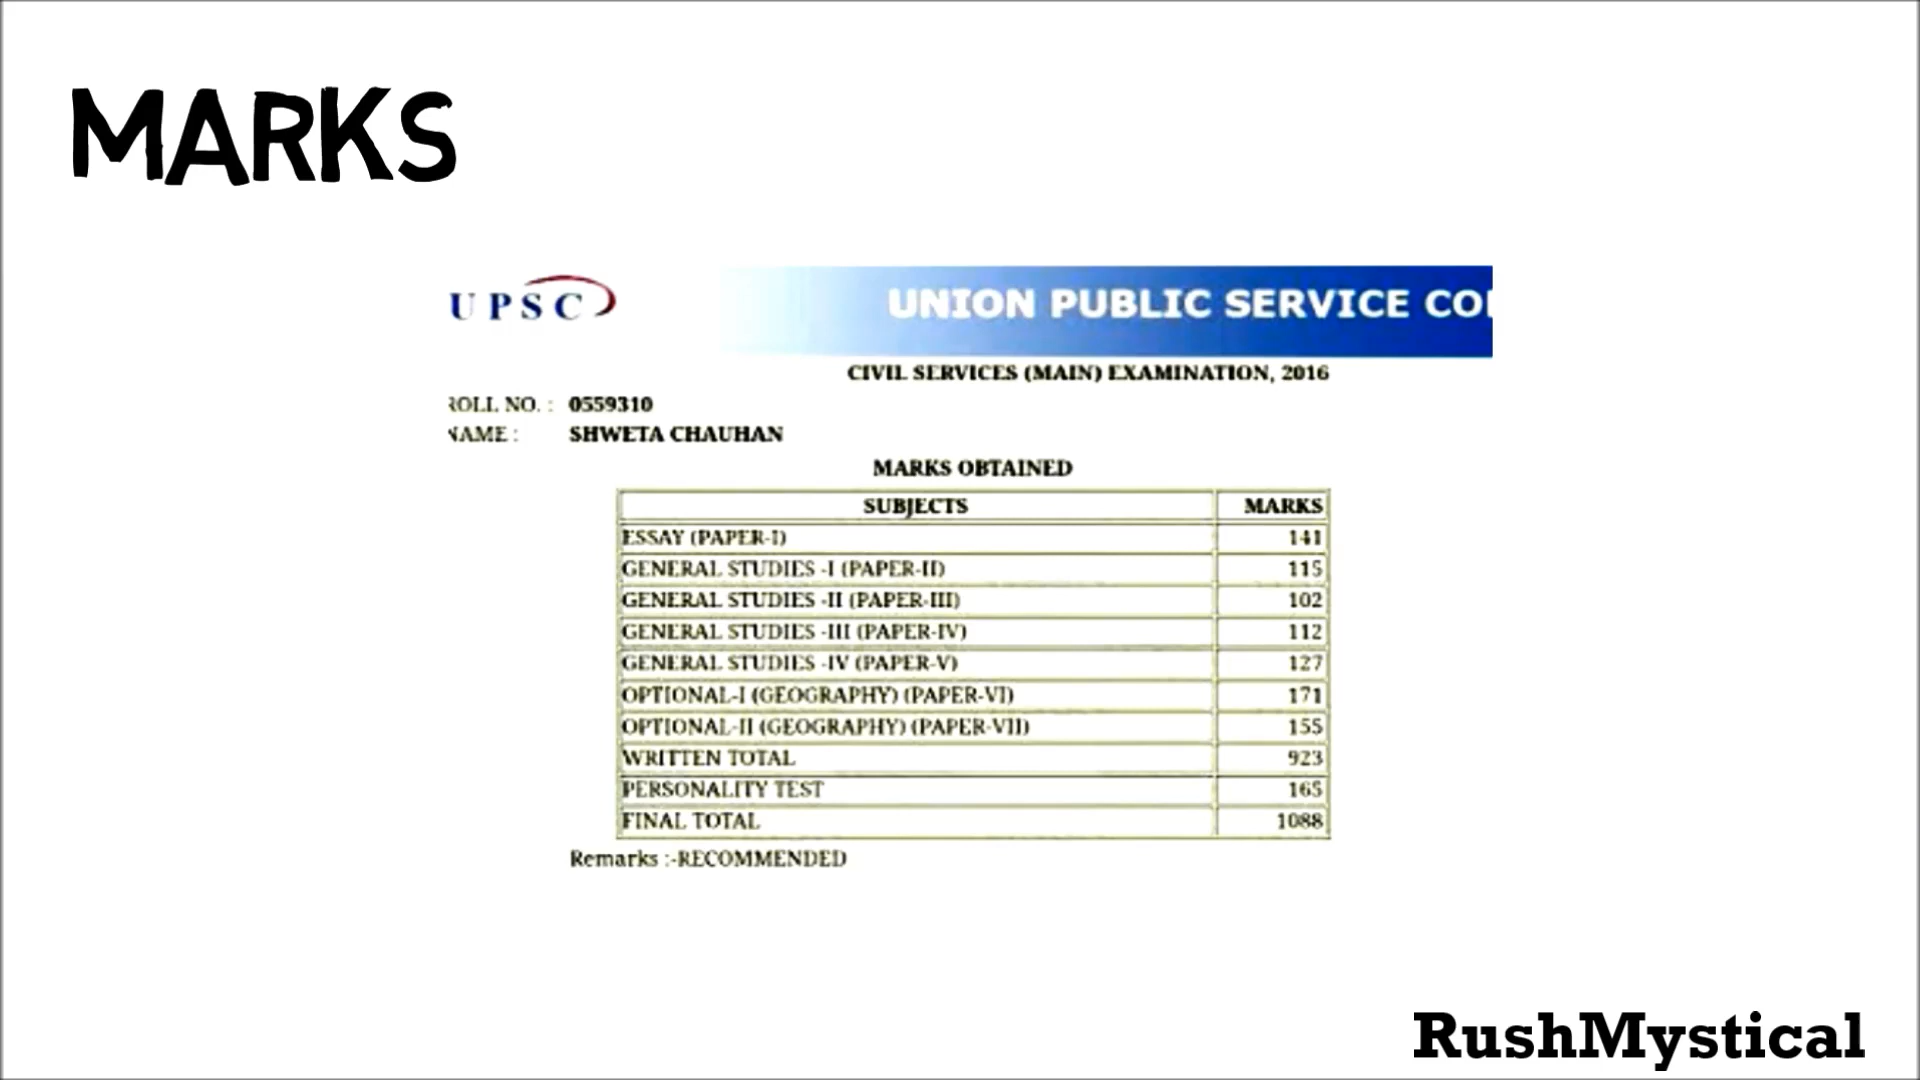 MARKS
UPSC
UNION PUBLIC SERVICE CO
CIVIL SERVICES (MAIN) EXAMINATION, 2016
ROLL NO. : 0559310
NAME : SHWETA CHAUHAN
MARKS OBTAINED
SUBJECTS MARKS
ESSAY (PAPER-I) 141
GENERAL STUDIES -I (PAPER-II) 115
GENERAL STUDIES -II (PAPER-III) 102
GENERAL STUDIES -III (PAPER-IV) 112
GENERAL STUDIES -IV (PAPER-V) 127
OPTIONAL-I (GEOGRAPHY) (PAPER-VI) 171
OPTIONAL-II (GEOGRAPHY) (PAPER-VII) 155
WRITTEN TOTAL 923
PERSONALITY TEST 165
FINAL TOTAL 1088
Remarks :-RECOMMENDED
RushMystical